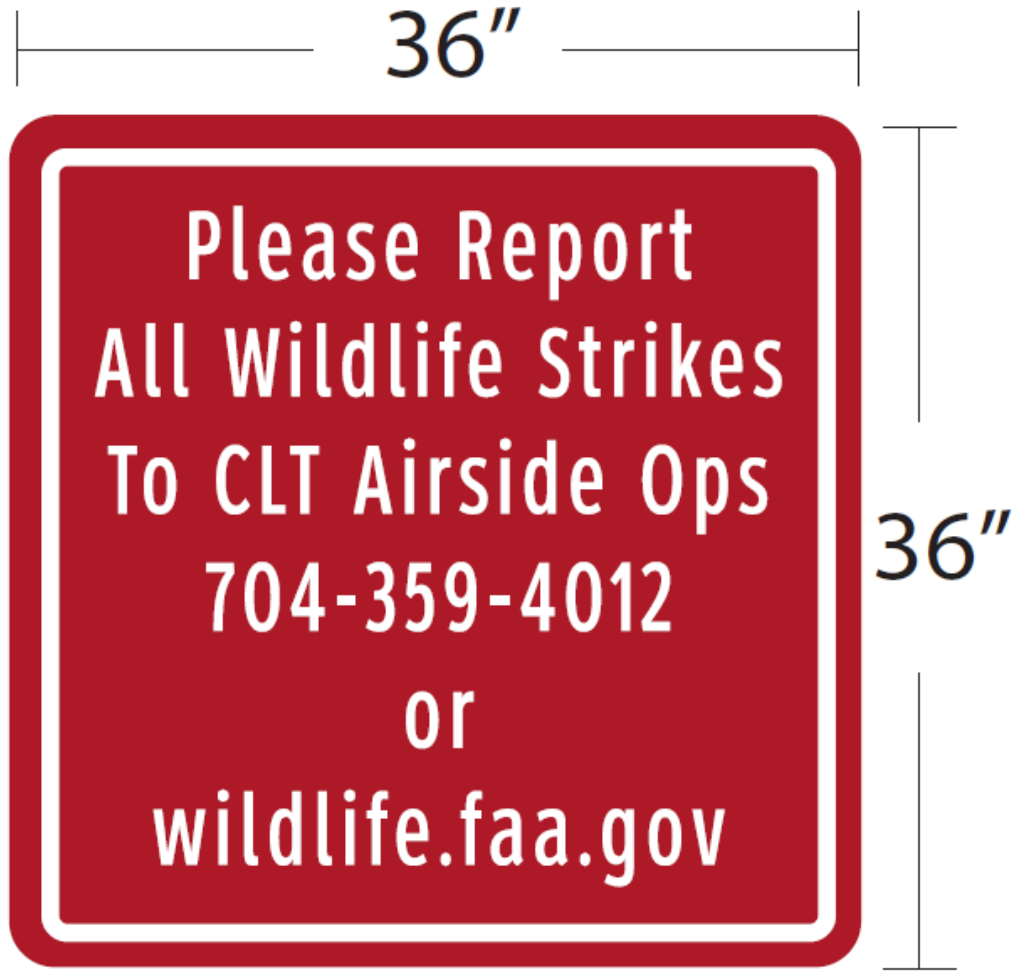 36”
Please Report
All Wildlife Strikes
To CLT Airside Ops
704-359-4012
or
wildlife.faa.gov
36”